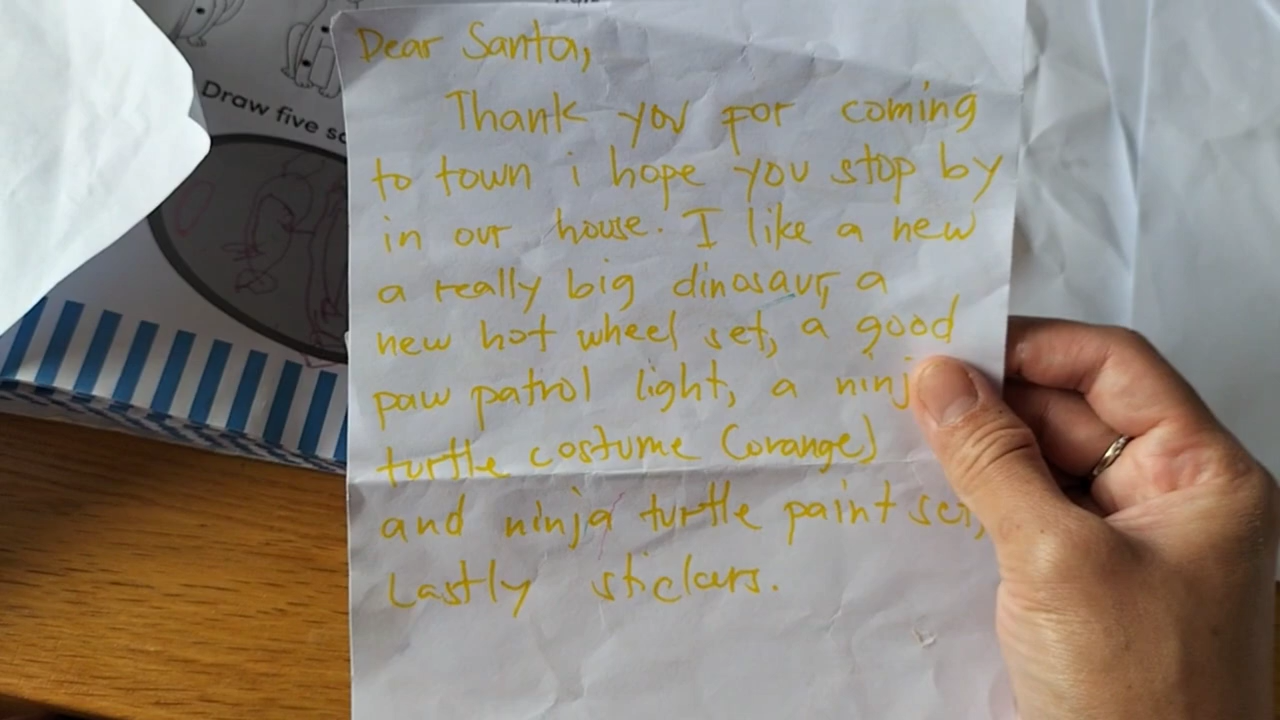 Draw five sc
Dear Santa,
Thank you for coming
to town i hope you stop by
in our house. I like a new
a really big dinosaur, a
new hot wheel set, a good
paw patrol light, a ninj
turtle costume (orange)
and ninja turtle paint set,
Lastly stickers.